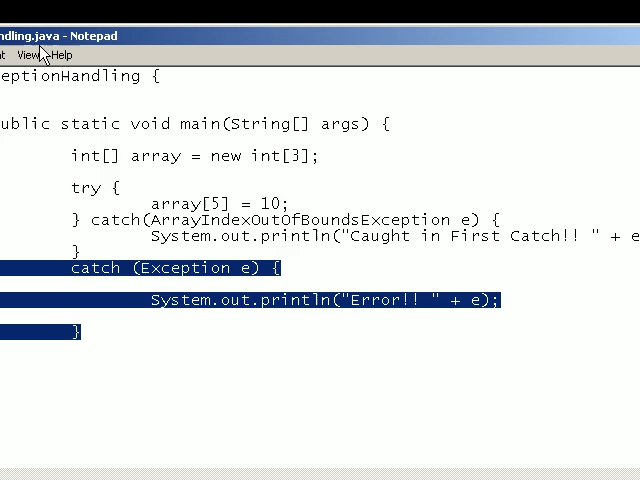 ndling.java - Notepad
at View Help
eptionHandling {
ublic static void main(String[] args) {
int[] array = new int[3];
try {
array[5] = 10;
} catch(ArrayIndexOutOfBoundsException e) {
System.out.println("Caught in First Catch!! " + e
}
catch (Exception e) {
System.out.println("Error!! " + e);
}